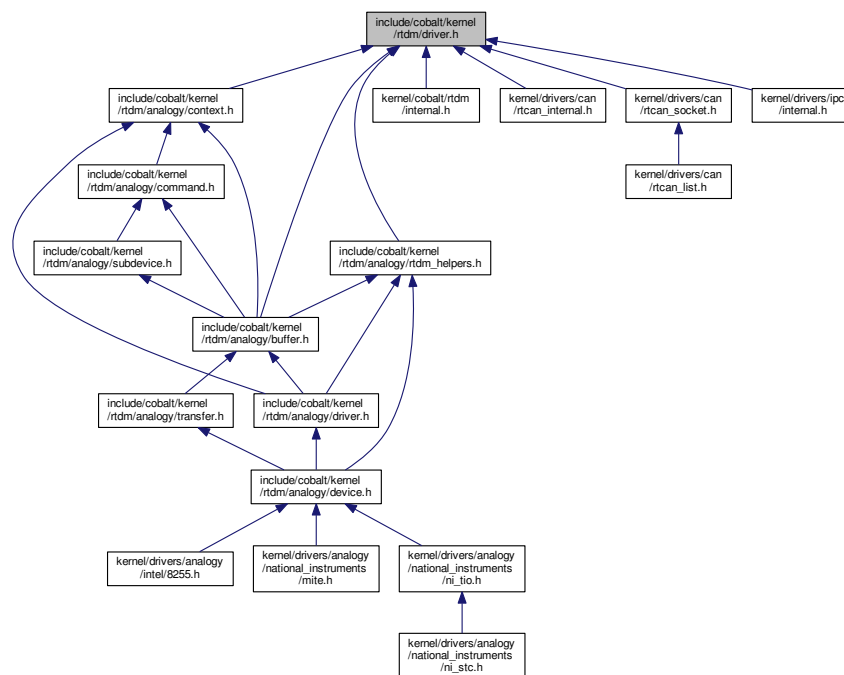 include/cobalt/kernel
/rtdm/driver.h
include/cobalt/kernel
/rtdm/analogy/context.h
kernel/cobalt/rtdm
/internal.h
kernel/drivers/can
/rtcan_internal.h
kernel/drivers/can
/rtcan_socket.h
kernel/drivers/ipc
/internal.h
include/cobalt/kernel
/rtdm/analogy/command.h
kernel/drivers/can
/rtcan_list.h
include/cobalt/kernel
/rtdm/analogy/subdevice.h
include/cobalt/kernel
/rtdm/analogy/rtdm_helpers.h
include/cobalt/kernel
/rtdm/analogy/buffer.h
include/cobalt/kernel
/rtdm/analogy/transfer.h
include/cobalt/kernel
/rtdm/analogy/driver.h
include/cobalt/kernel
/rtdm/analogy/device.h
kernel/drivers/analogy
/intel/8255.h
kernel/drivers/analogy
/national_instruments
/mite.h
kernel/drivers/analogy
/national_instruments
/ni_tio.h
kernel/drivers/analogy
/national_instruments
/ni_stc.h